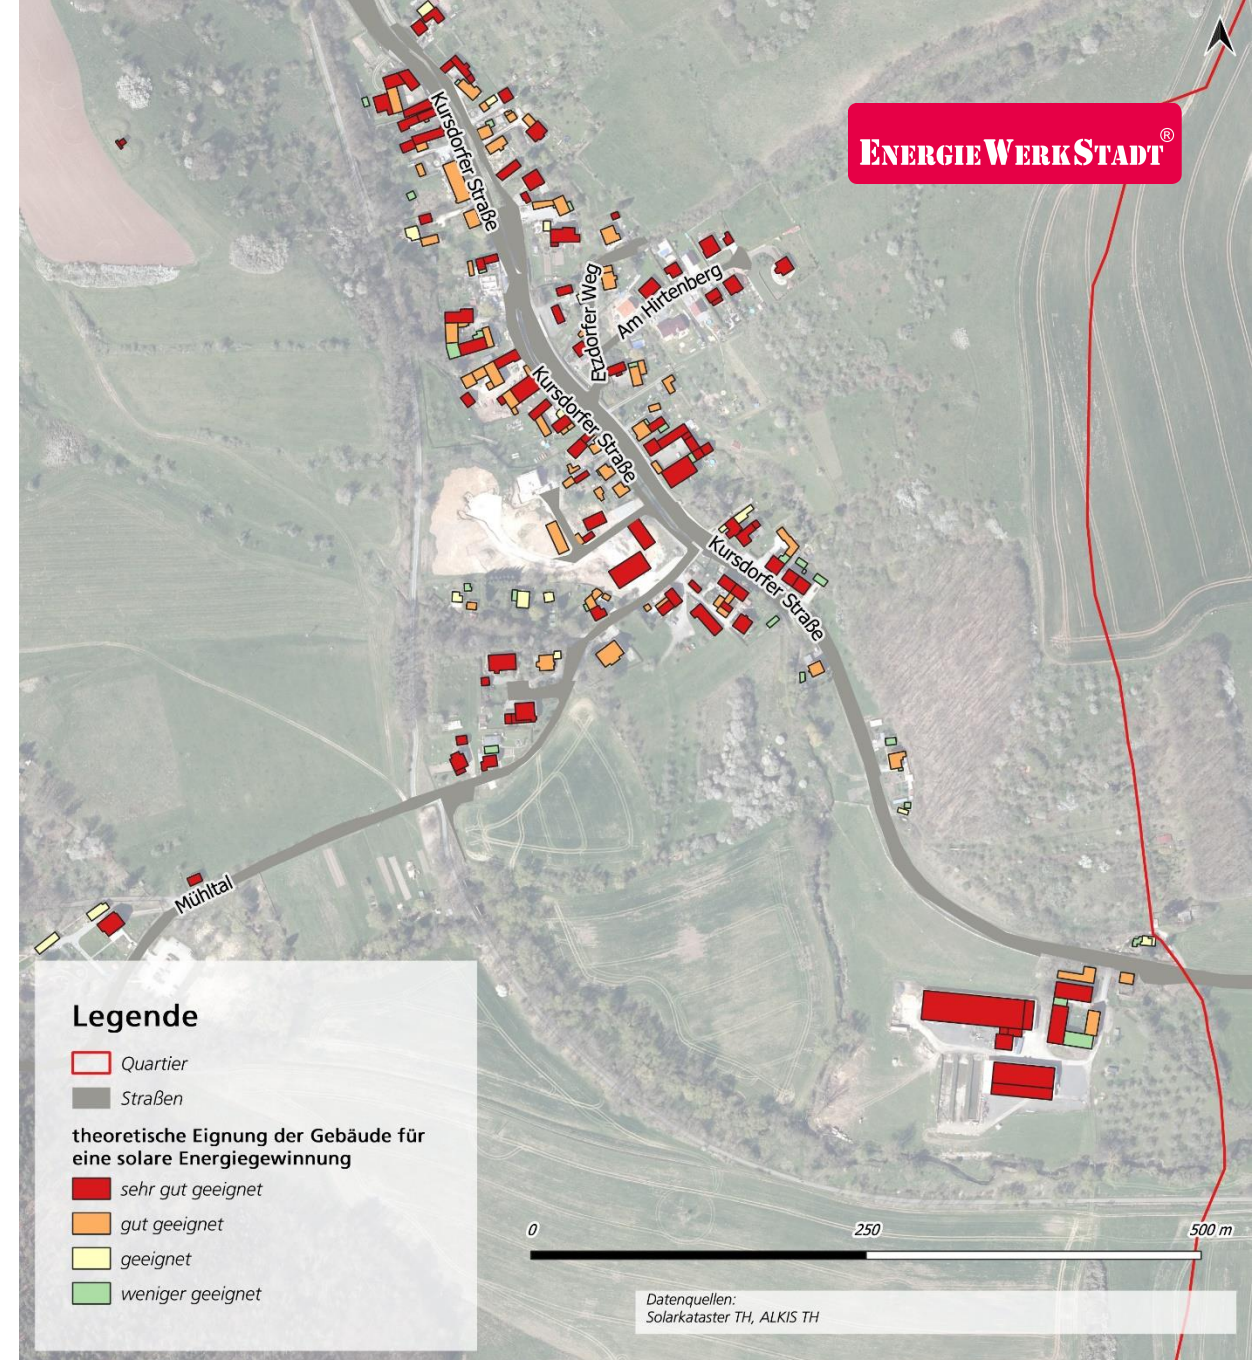 ENERGIEWERKSTADT®
Kursdorfer Straße
Etzdorfer Weg
Am Hirtenberg
Kursdorfer Straße
Kursdorfer Straße
Mühltal
Legende
Quartier
Straßen
theoretische Eignung der Gebäude für
eine solare Energiegewinnung
sehr gut geeignet
gut geeignet
geeignet
weniger geeignet
0 250 500 m
Datenquellen:
Solarkataster TH, ALKIS TH